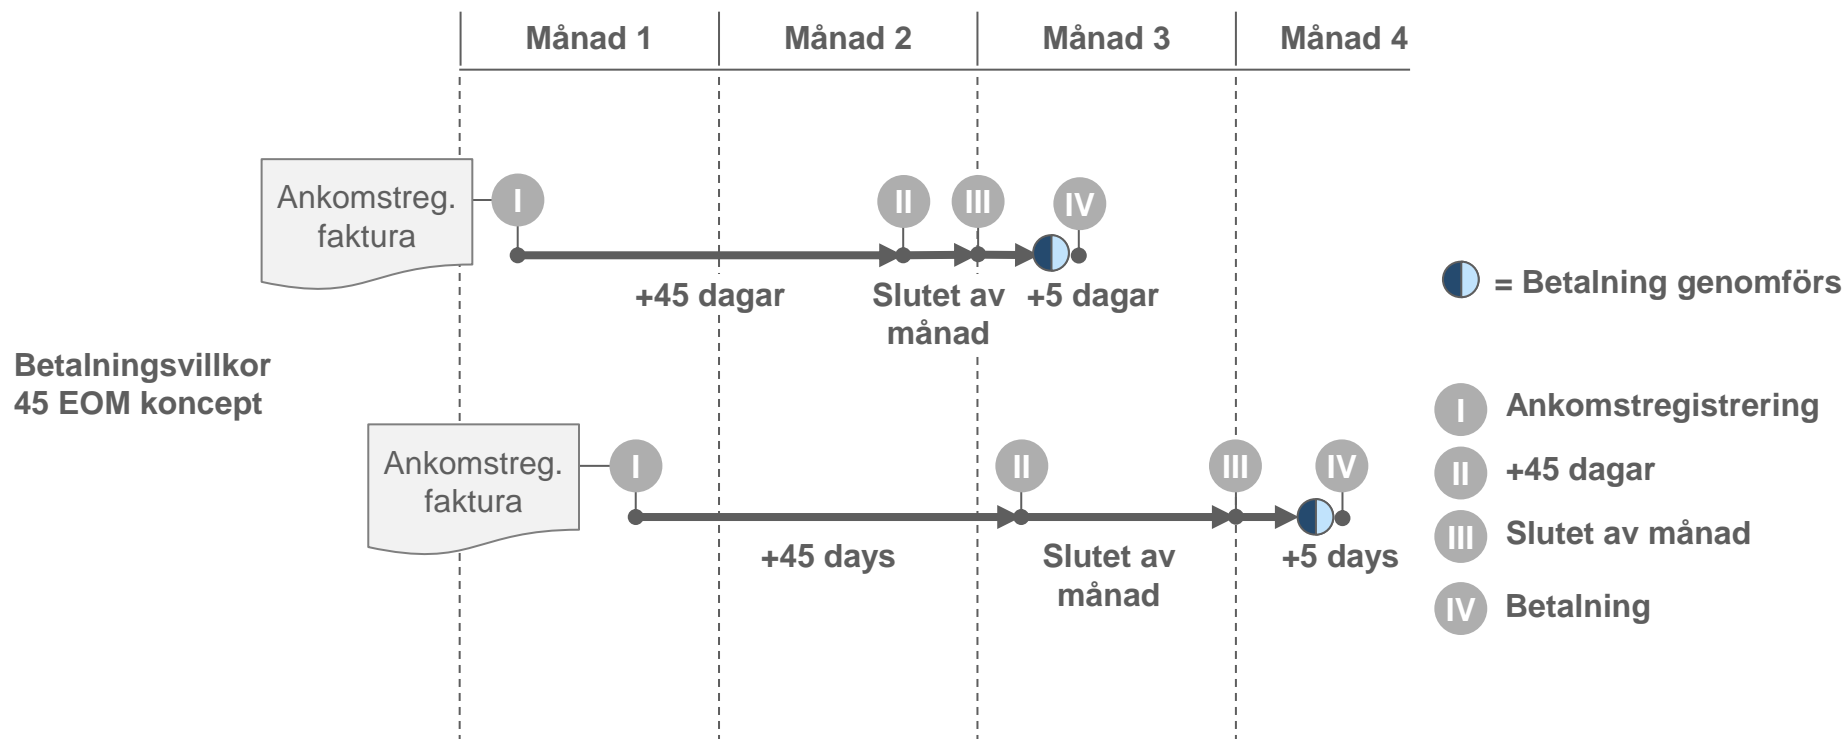 Månad 1
Månad 2
Månad 3
Månad 4
Ankomstreg.
faktura
I
II
III
IV
+45 dagar
Slutet av
månad
+5 dagar
= Betalning genomförs
Betalningsvillkor
45 EOM koncept
Ankomstreg.
faktura
I
II
III
IV
+45 days
Slutet av
månad
+5 days
I Ankomstregistrering
II +45 dagar
III Slutet av månad
IV Betalning